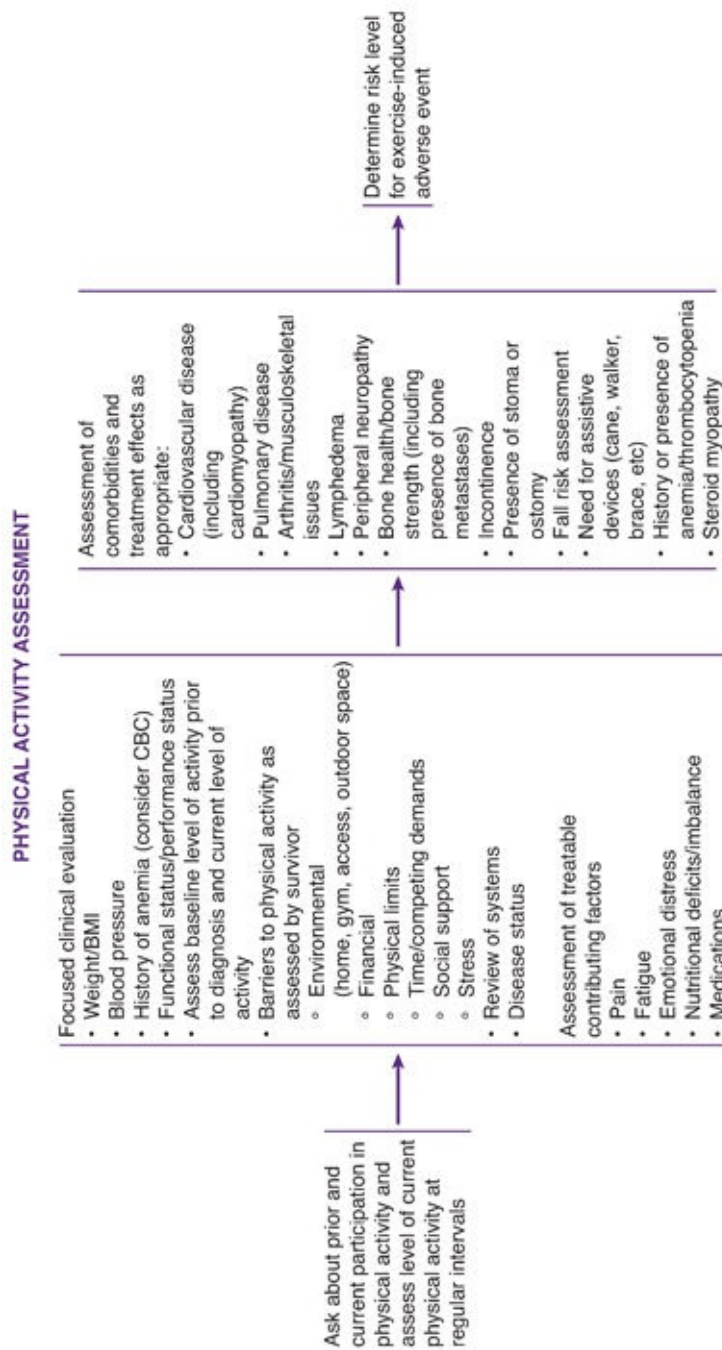 PHYSICAL ACTIVITY ASSESSMENT
Ask about prior and
current participation in
physical activity and
assess level of current
physical activity at
regular intervals
Focused clinical evaluation
• Weight/BMI
• Blood pressure
• History of anemia (consider CBC)
• Functional status/performance status
• Assess baseline level of activity prior
to diagnosis and current level of
activity
• Barriers to physical activity as
assessed by survivor
◦ Environmental
(home, gym, access, outdoor space)
◦ Financial
◦ Physical limits
◦ Time/competing demands
◦ Social support
◦ Stress
• Review of systems
• Disease status
Assessment of treatable
contributing factors
• Pain
• Fatigue
• Emotional distress
• Nutritional deficits/imbalance
• Medications
Assessment of
comorbidities and
treatment effects as
appropriate:
• Cardiovascular disease
(including
cardiomyopathy)
• Pulmonary disease
• Arthritis/musculoskeletal
issues
• Lymphedema
• Peripheral neuropathy
• Bone health/bone
strength (including
presence of bone
metastases)
• Incontinence
• Presence of stoma or
ostomy
• Fall risk assessment
• Need for assistive
devices (cane, walker,
brace, etc)
• History or presence of
anemia/thrombocytopenia
• Steroid myopathy
Determine risk level
for exercise-induced
adverse event